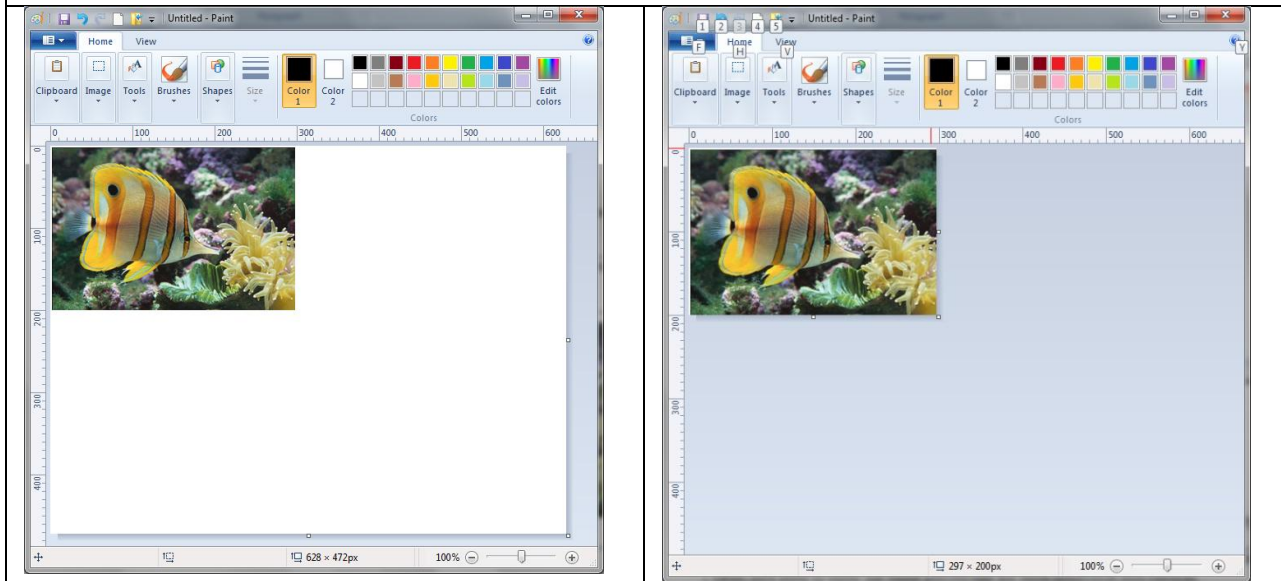 Untitled - Paint
Home View
Clipboard Image Tools Brushes Shapes Size Color 1 Color 2 Edit colors
Colors
0 100 200 300 400 500 600
0
100
200
300
400
628 × 472px 100%
Untitled - Paint
1 2 3 4 5
Home View
F H V Y
Clipboard Image Tools Brushes Shapes Size Color 1 Color 2 Edit colors
Colors
0 100 200 300 400 500 600
0
100
200
300
400
297 × 200px 100%